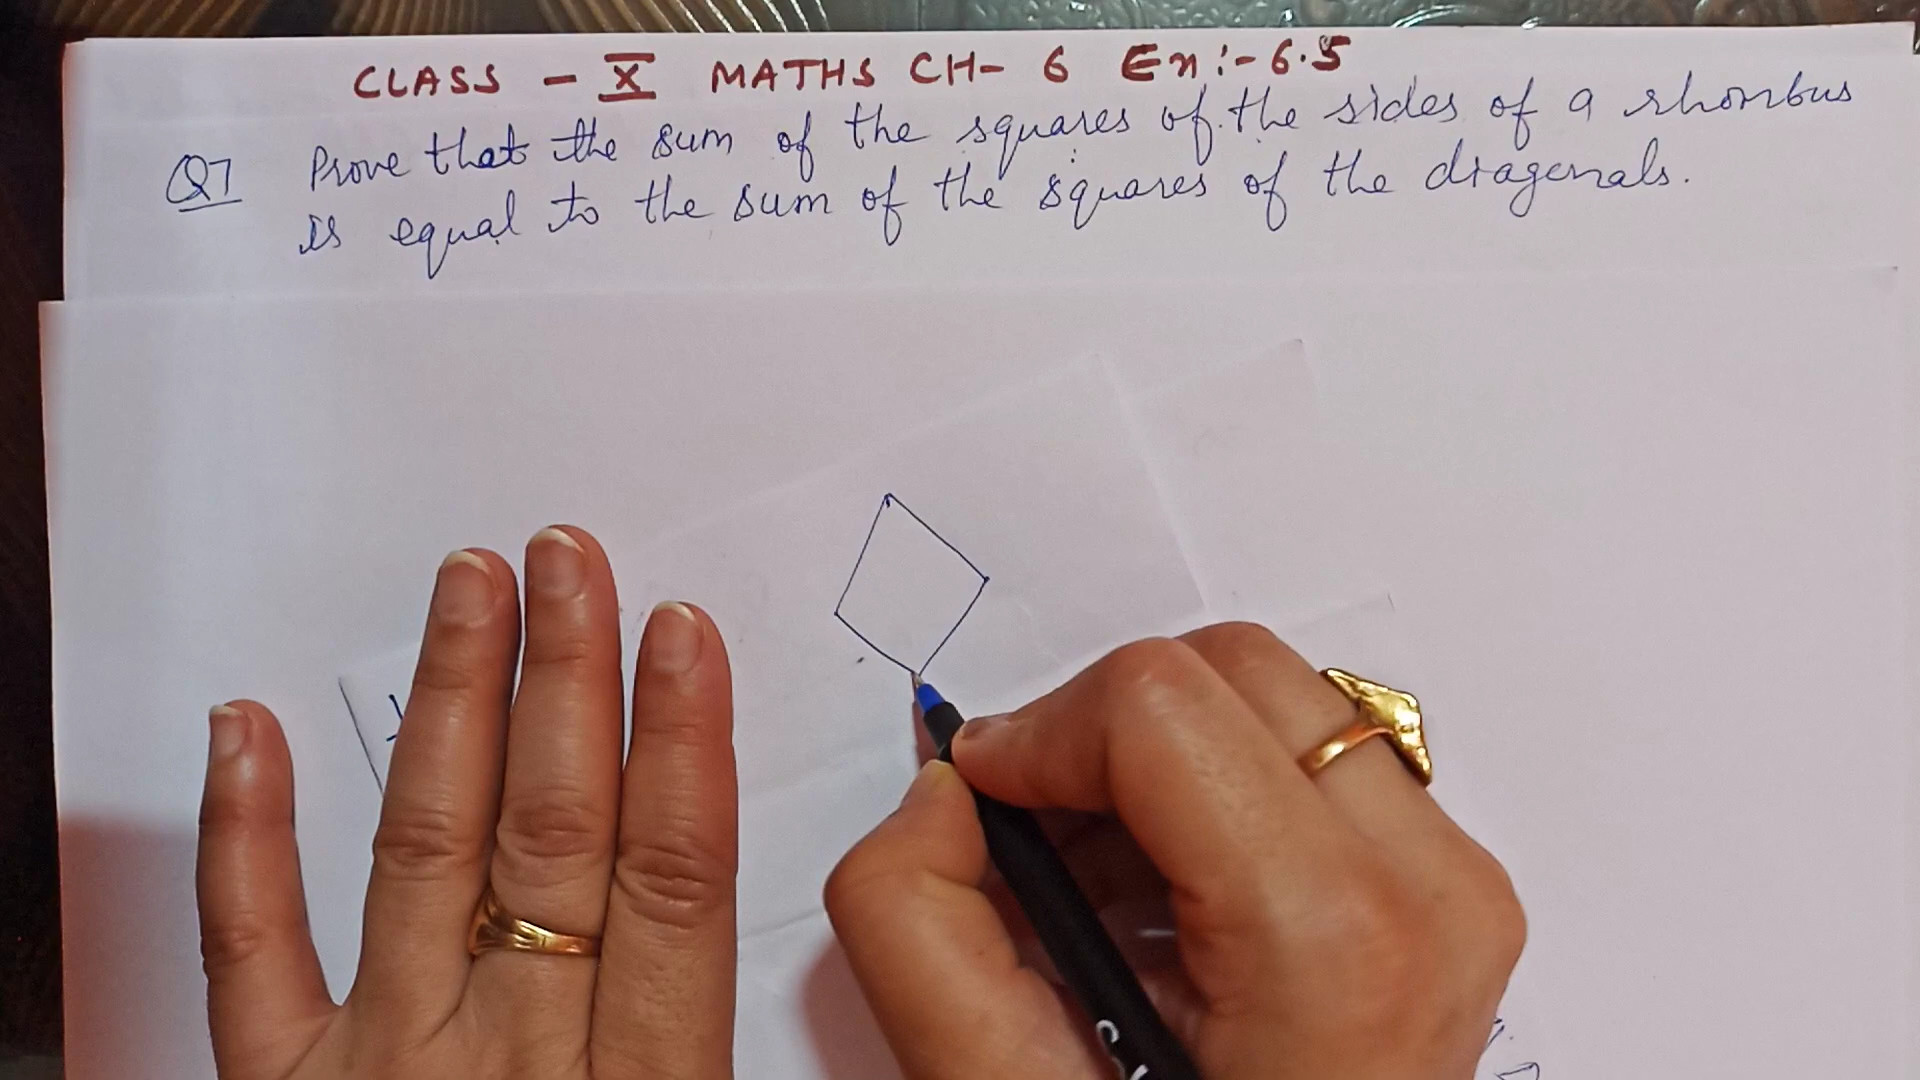 CLASS - X MATHS CH- 6 Ex:- 6.5
Q7 Prove that the sum of the squares of the sides of a rhombus
is equal to the sum of the squares of the diagonals.